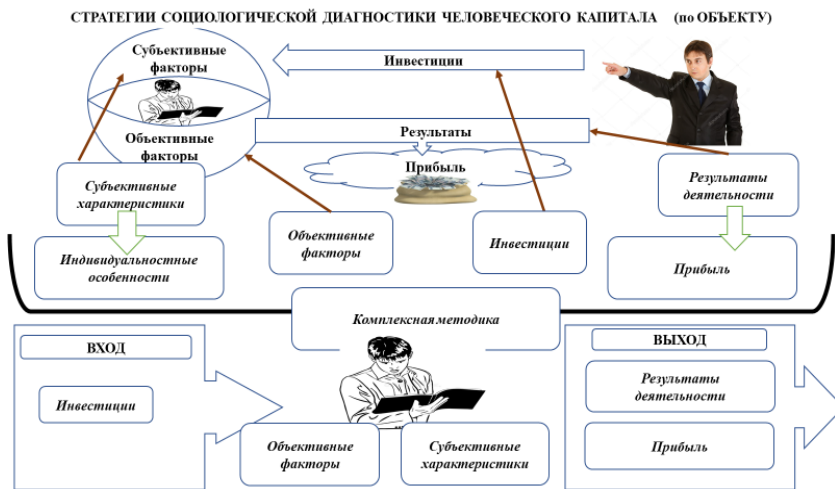 СТРАТЕГИИ СОЦИОЛОГИЧЕСКОЙ ДИАГНОСТИКИ ЧЕЛОВЕЧЕСКОГО КАПИТАЛА (по ОБЪЕКТУ)
Субъективные
факторы
Инвестиции
Объективные
факторы
Результаты
Прибыль
Субъективные
характеристики
Результаты
деятельности
Объективные
факторы
Инвестиции
Индивидуальностные
особенности
Прибыль
Комплексная методика
ВХОД
Инвестиции
Объективные
факторы
Субъективные
характеристики
ВЫХОД
Результаты
деятельности
Прибыль